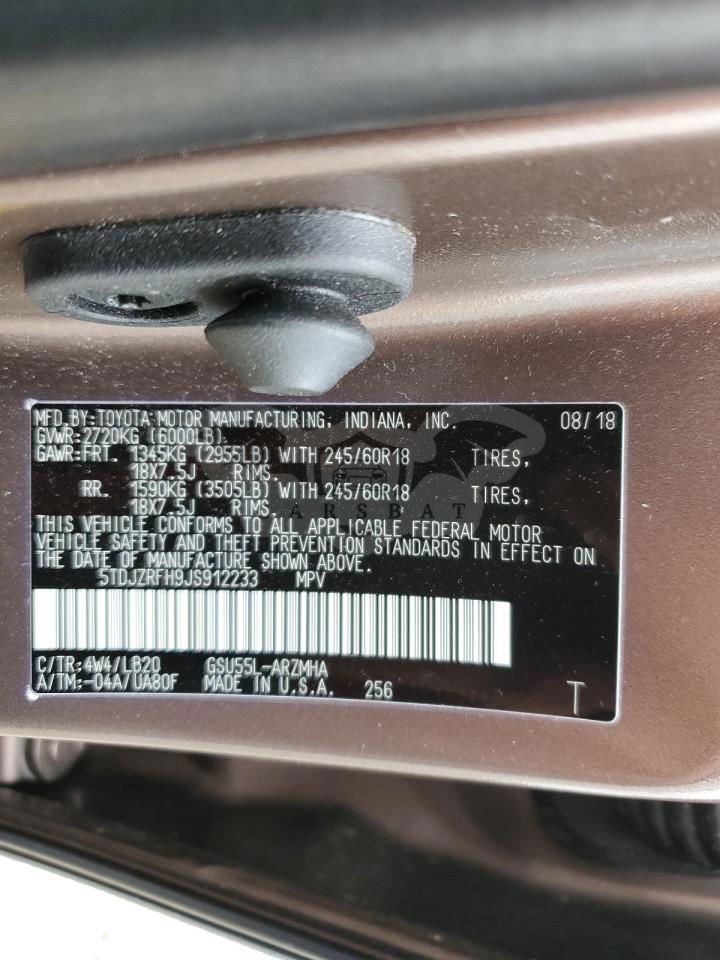 MFD.BY:TOYOTA MOTOR MANUFACTURING, INDIANA, INC. 08/18
GVWR:2720KG (6000LB)
GAWR:FRT. 1345KG (2955LB) WITH 245/60R18 TIRES,
18X7.5J RIMS.
RR. 1590KG (3505LB) WITH 245/60R18 TIRES,
18X7.5J RIMS.
ARSBAT
THIS VEHICLE CONFORMS TO ALL APPLICABLE FEDERAL MOTOR
VEHICLE SAFETY AND THEFT PREVENTION STANDARDS IN EFFECT ON
THE DATE OF MANUFACTURE SHOWN ABOVE.
5TDJZRFH9JS912233 MPV
C/TR:4W4/LB20 GSU55L-ARZMHA
A/TM:-04A/UA80F MADE IN U.S.A. 256 T